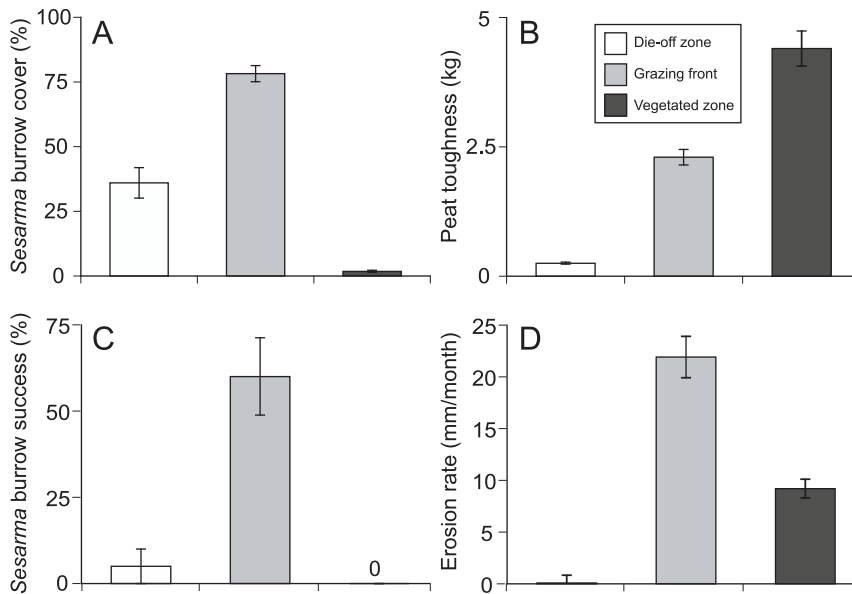 A
Sesarma burrow cover (%)
100
75
50
25
0
B
Peat toughness (kg)
5
2.5
0
Die-off zone
Grazing front
Vegetated zone
C
Sesarma burrow success (%)
75
50
25
0
0
D
Erosion rate (mm/month)
25
20
15
10
5
0